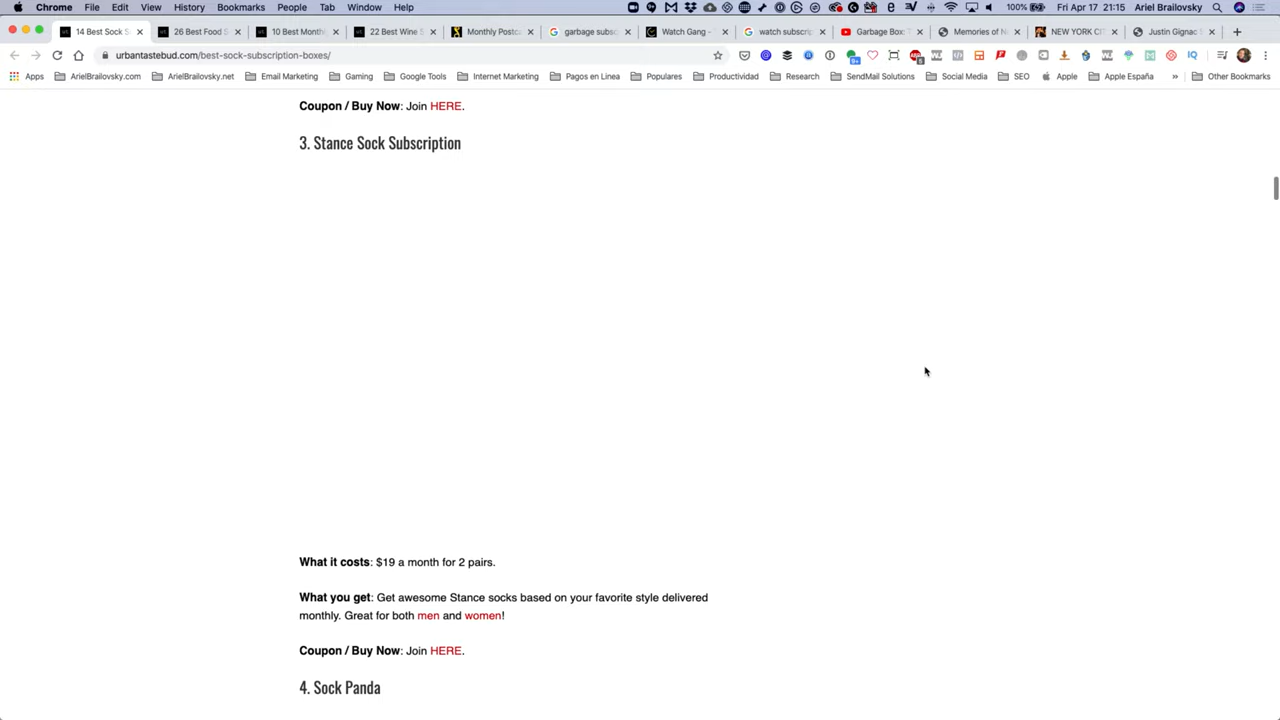 Chrome File Edit View History Bookmarks People Tab Window Help 100% Fri Apr 17 21:15 Ariel Brailovsky
14 Best Sock S 26 Best Food S 10 Best Monthl 22 Best Wine S Monthly Postca garbage subsc Watch Gang - watch subscrip Garbage Box: Memories of N NEW YORK CIT Justin Gignac
urbantastebud.com/best-sock-subscription-boxes/
Apps ArielBrailovsky.com ArielBrailovsky.net Email Marketing Gaming Google Tools Internet Marketing Pagos en Linea Populares Productividad Research SendMail Solutions Social Media SEO Apple Apple España » Other Bookmarks
Coupon / Buy Now: Join HERE.
3. Stance Sock Subscription
What it costs: $19 a month for 2 pairs.
What you get: Get awesome Stance socks based on your favorite style delivered
monthly. Great for both men and women!
Coupon / Buy Now: Join HERE.
4. Sock Panda